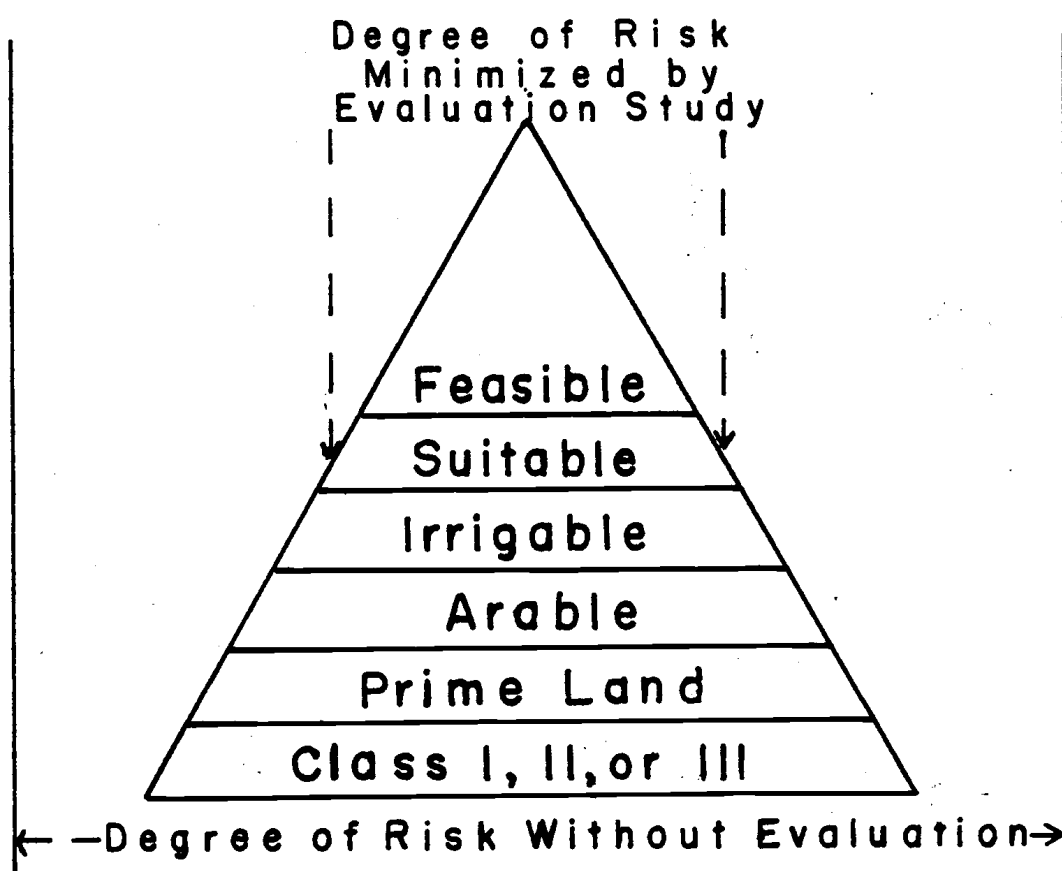 Degree of Risk
Minimized by
Evaluation Study
Feasible
Suitable
Irrigable
Arable
Prime Land
Class I, II, or III
Degree of Risk Without Evaluation